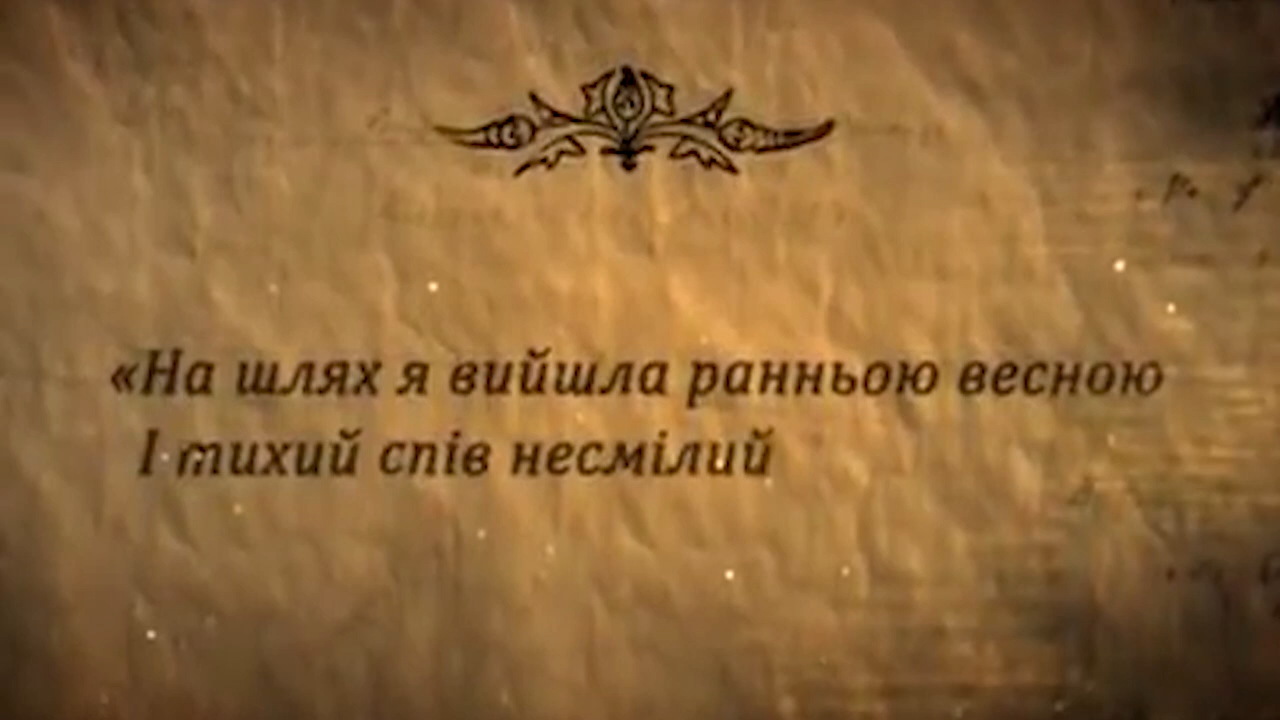 «На шлях я вийшла ранньою весною
І тихий спів несмілий